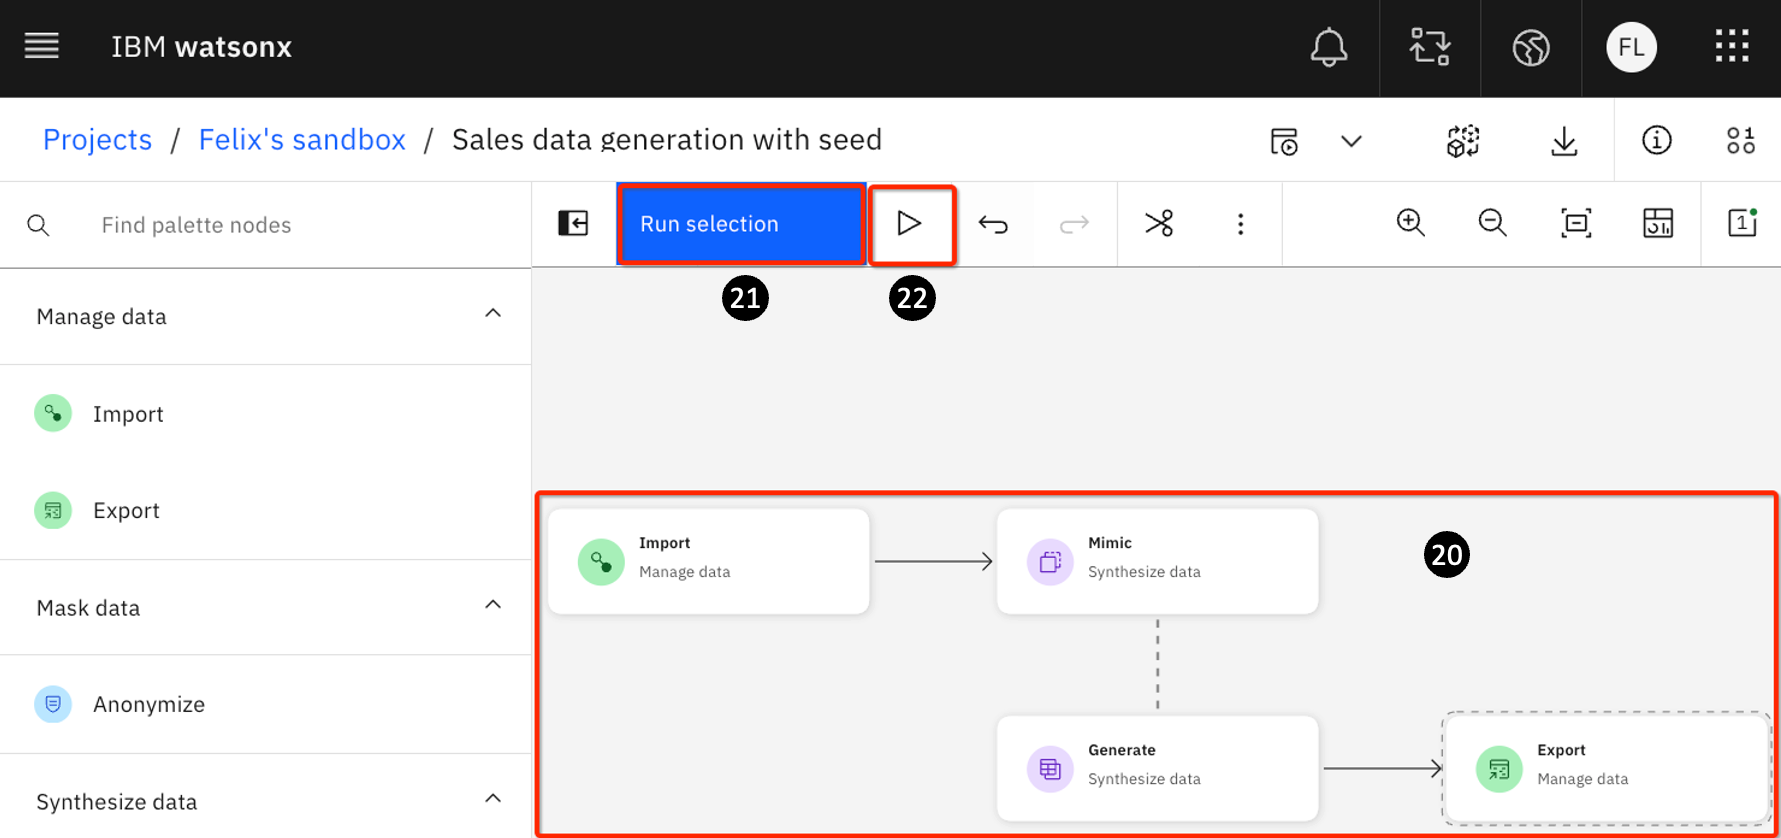 IBM watsonx
FL
Projects / Felix's sandbox / Sales data generation with seed
Find palette nodes
Run selection
1
21
22
Manage data
Import
Export
Mask data
Anonymize
Synthesize data
20
Import
Manage data
Mimic
Synthesize data
Generate
Synthesize data
Export
Manage data